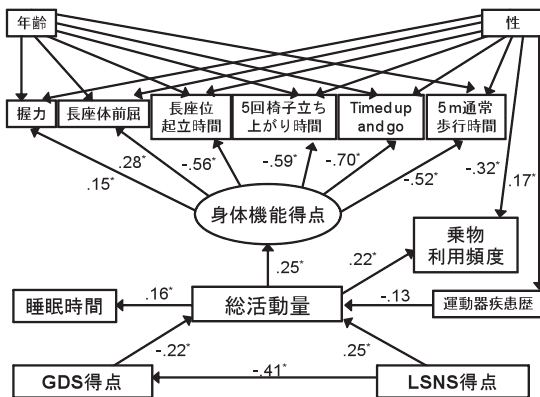 年齢
性
握力
長座体前屈
長座位
起立時間
5回椅子立ち
上がり時間
Timed up
and go
5m通常
歩行時間
.15*
.28*
-.56*
-.59*
-.70*
-.52*
-.32*
.17*
身体機能得点
乗物
利用頻度
.25*
.22*
睡眠時間
.16*
総活動量
-.13
運動器疾患歴
-.22*
.25*
GDS得点
-.41*
LSNS得点